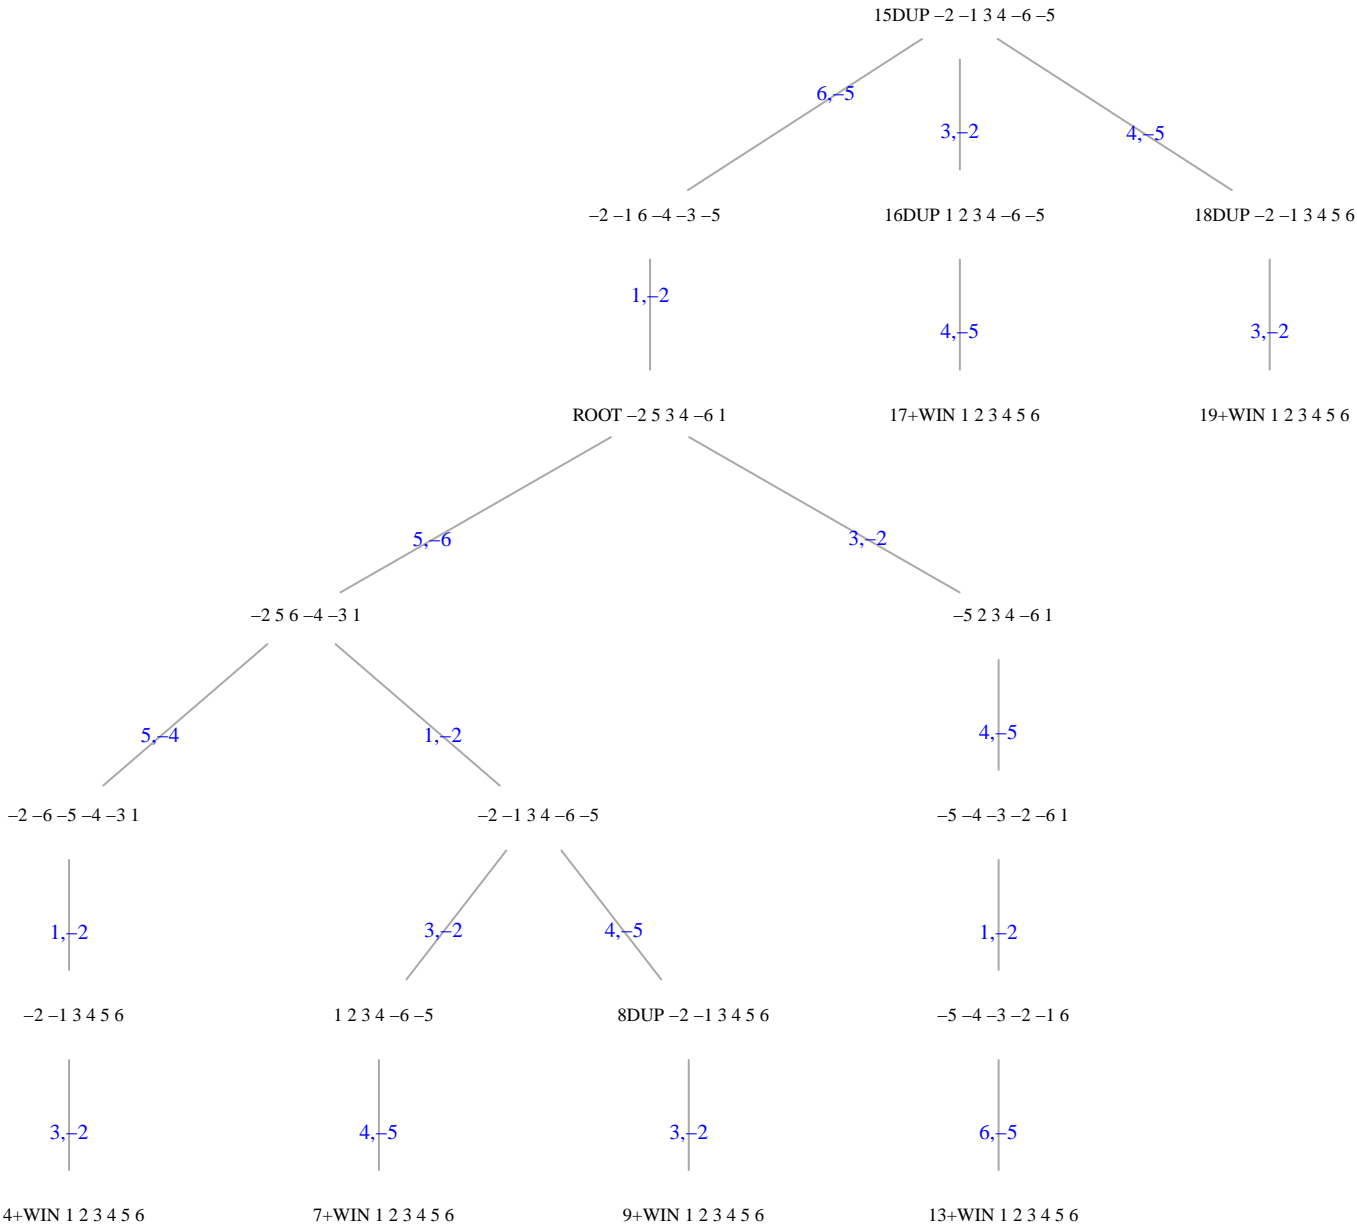 15DUP –2 –1 3 4 –6 –5
6,–5
3,–2
4,–5
–2 –1 6 –4 –3 –5
16DUP 1 2 3 4 –6 –5
18DUP –2 –1 3 4 5 6
1,–2
4,–5
3,–2
ROOT –2 5 3 4 –6 1
17+WIN 1 2 3 4 5 6
19+WIN 1 2 3 4 5 6
5,–6
3,–2
–2 5 6 –4 –3 1
–5 2 3 4 –6 1
5,–4
1,–2
4,–5
–2 –6 –5 –4 –3 1
–2 –1 3 4 –6 –5
–5 –4 –3 –2 –6 1
1,–2
3,–2
4,–5
1,–2
–2 –1 3 4 5 6
1 2 3 4 –6 –5
8DUP –2 –1 3 4 5 6
–5 –4 –3 –2 –1 6
3,–2
4,–5
3,–2
6,–5
4+WIN 1 2 3 4 5 6
7+WIN 1 2 3 4 5 6
9+WIN 1 2 3 4 5 6
13+WIN 1 2 3 4 5 6